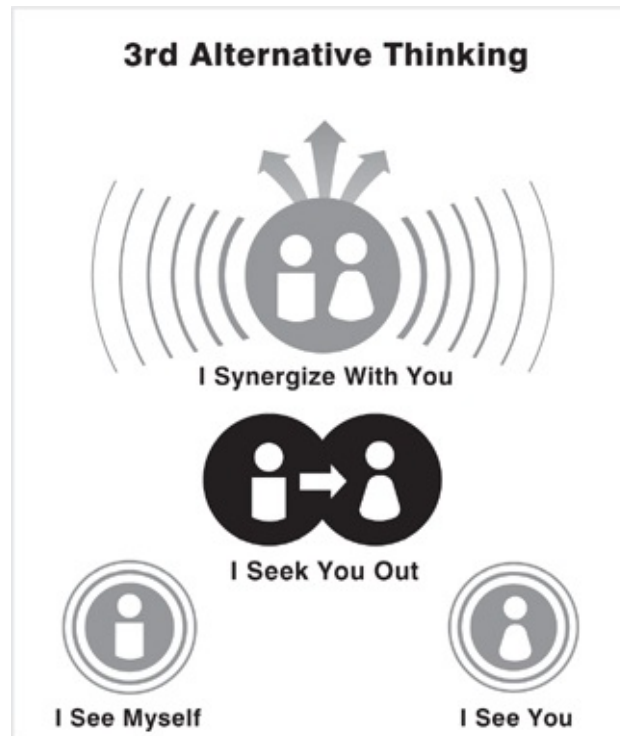 3rd Alternative Thinking
I Synergize With You
I Seek You Out
I See Myself
I See You